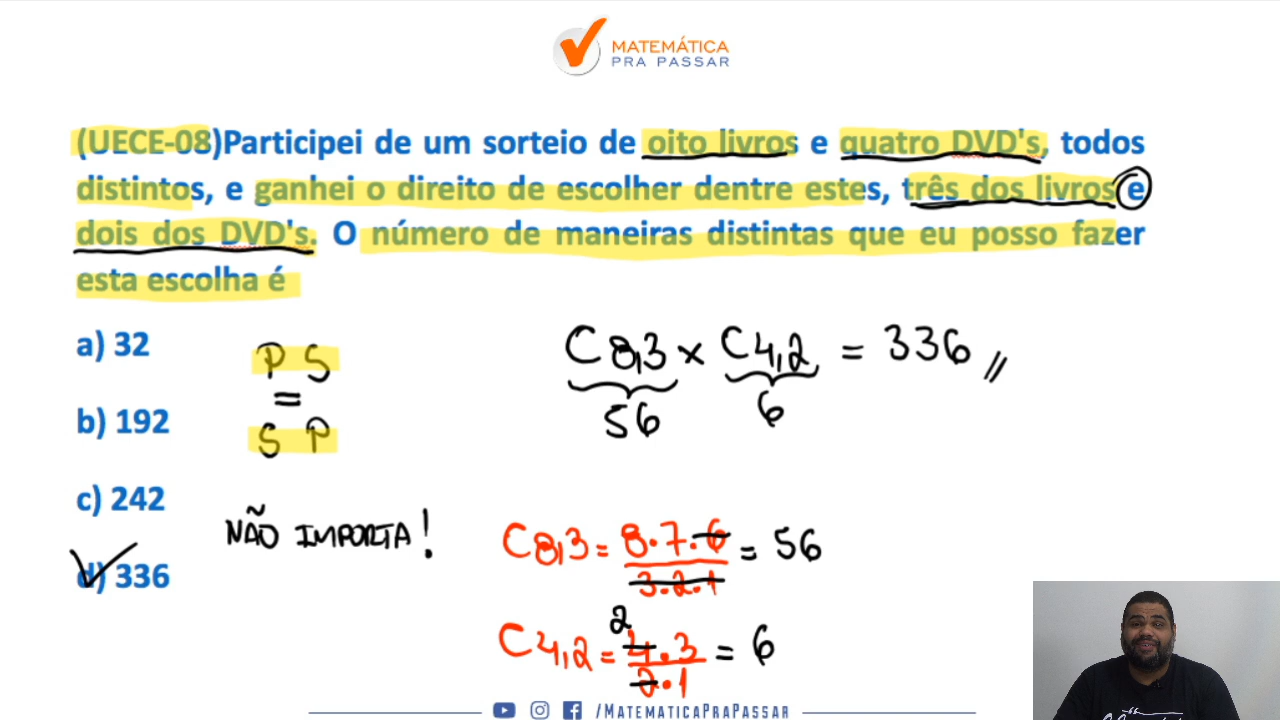 MATEMÁTICA
PRA PASSAR
(UECE-08)Participei de um sorteio de oito livros e quatro DVD's, todos
distintos, e ganhei o direito de escolher dentre estes, três dos livros e
dois dos DVD's. O número de maneiras distintas que eu posso fazer
esta escolha é
a) 32
b) 192
c) 242
d) 336
P S
=
S P
NÃO IMPORTA!
C8,3 x C4,2 = 336 //
56 6
C8,3 = 8.7.6 / 3.2.1 = 56
2
C4,2 = 4.3 / 2.1 = 6
/MATEMATICAPRAPASSAR